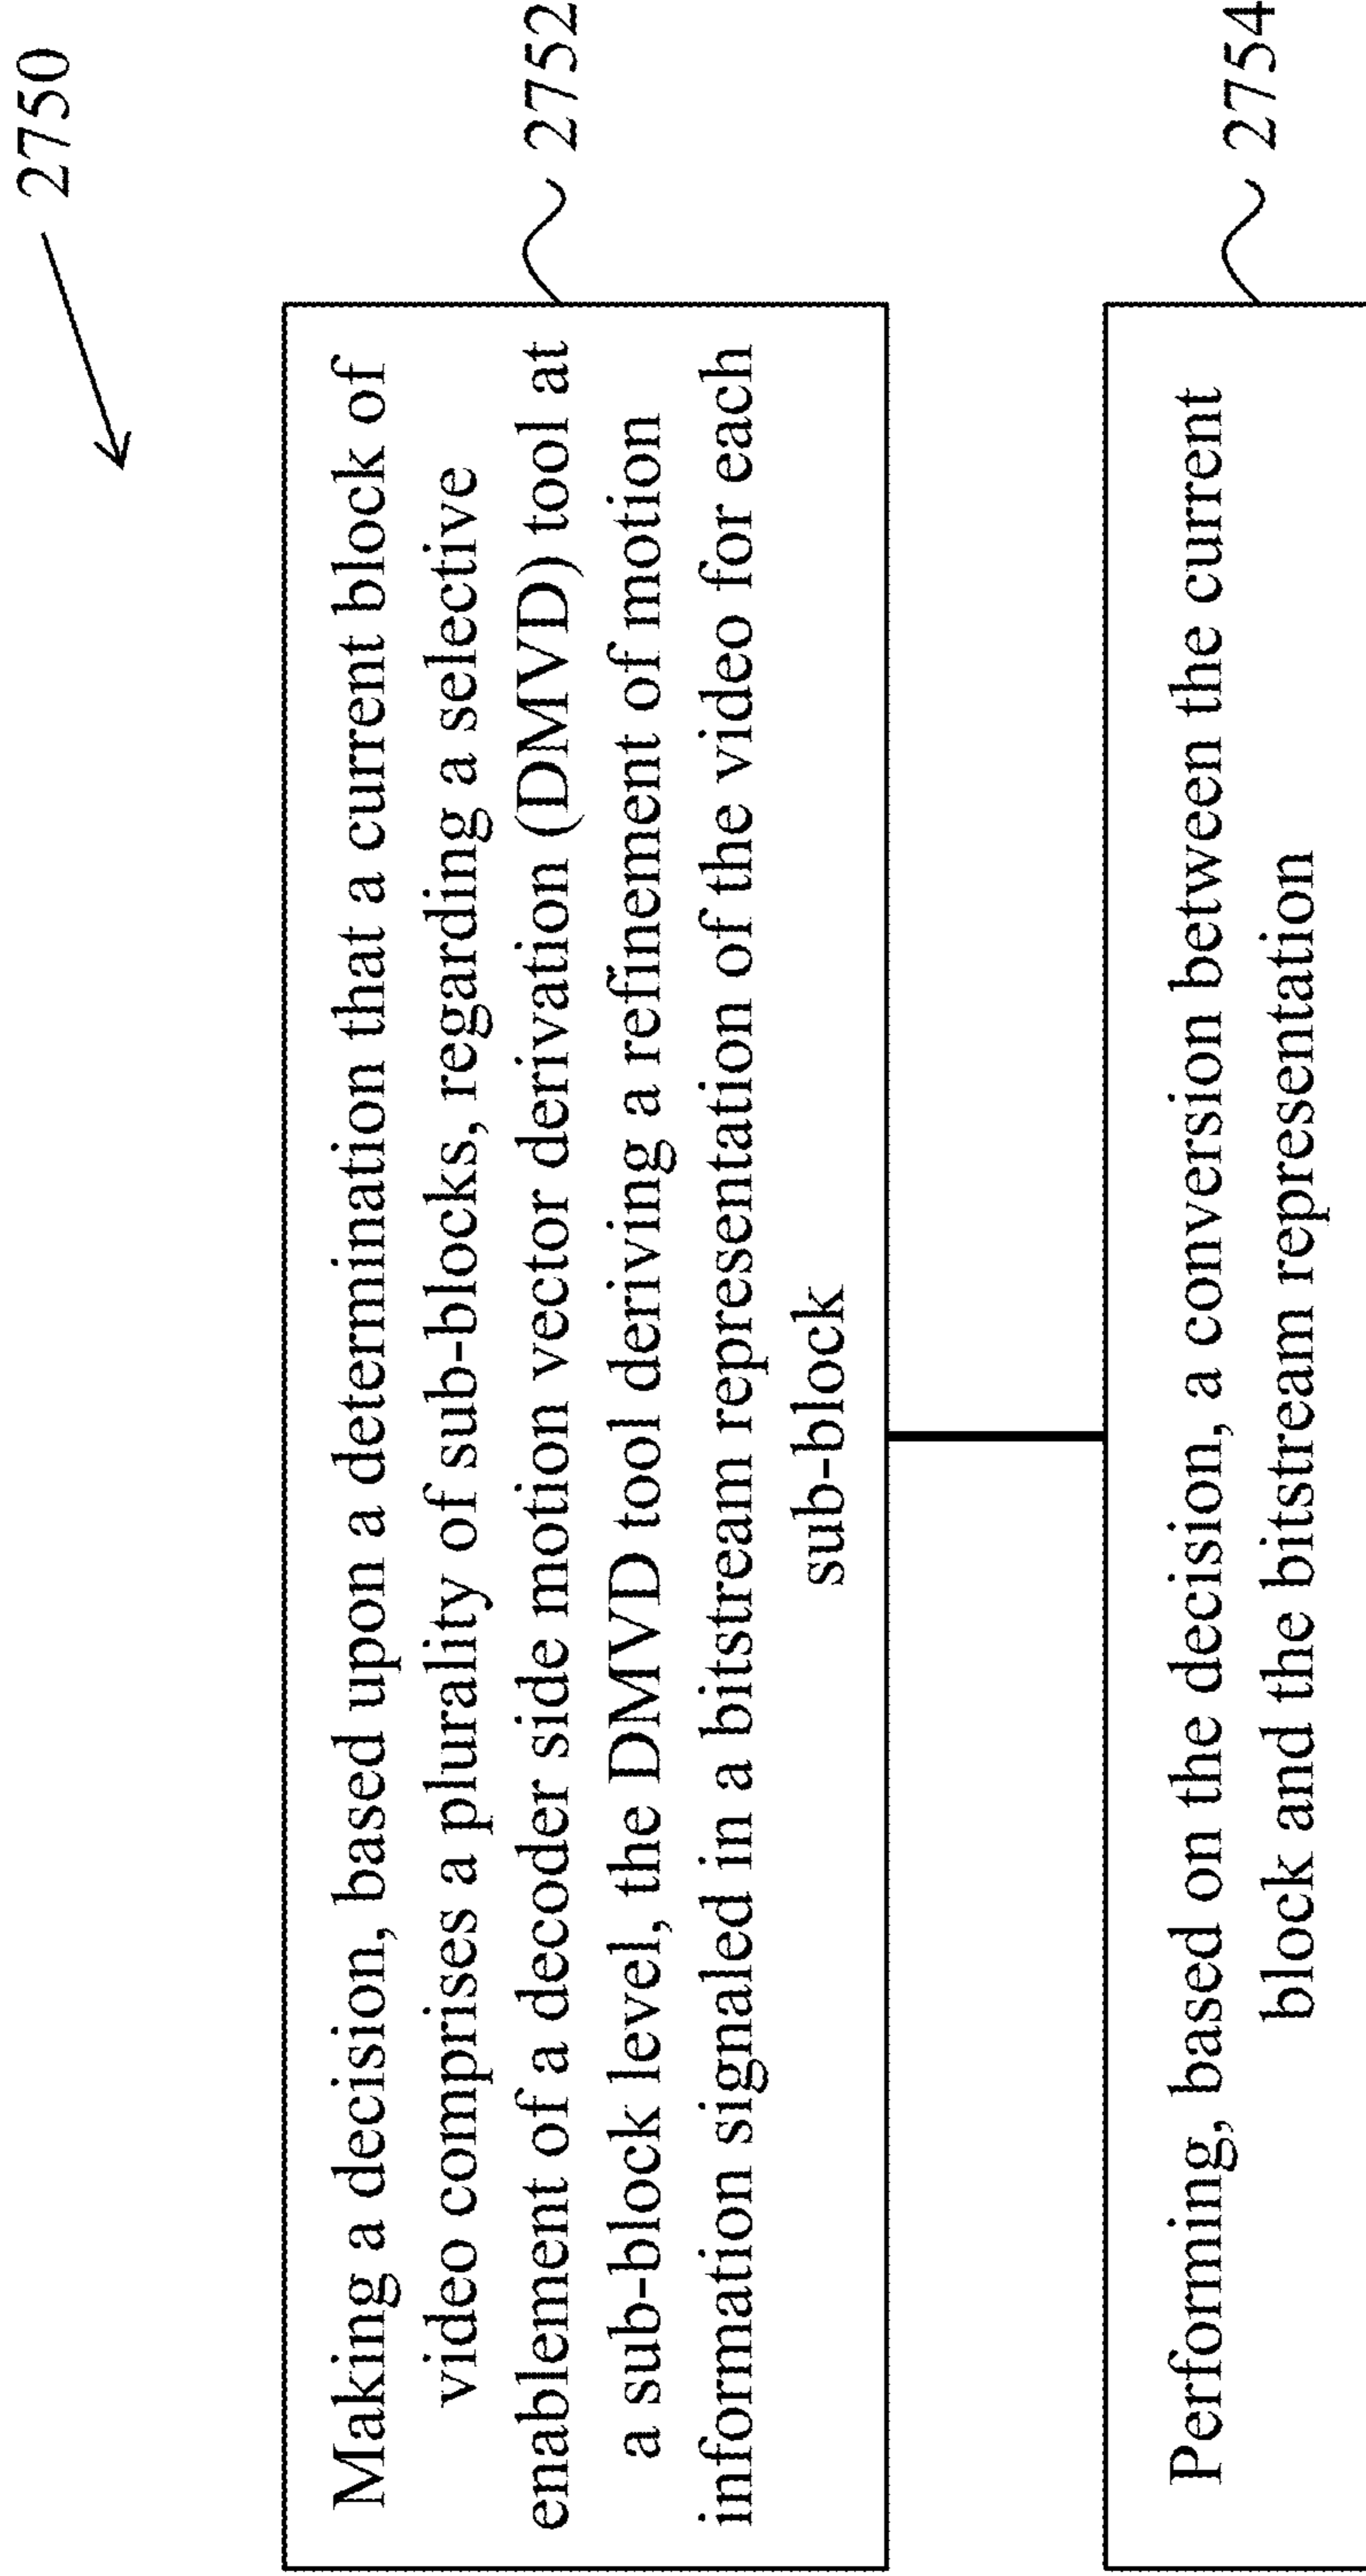 2750
Making a decision, based upon a determination that a current block of
video comprises a plurality of sub-blocks, regarding a selective
enablement of a decoder side motion vector derivation (DMVD) tool at
a sub-block level, the DMVD tool deriving a refinement of motion
information signaled in a bitstream representation of the video for each
sub-block
2752
Performing, based on the decision, a conversion between the current
block and the bitstream representation
2754